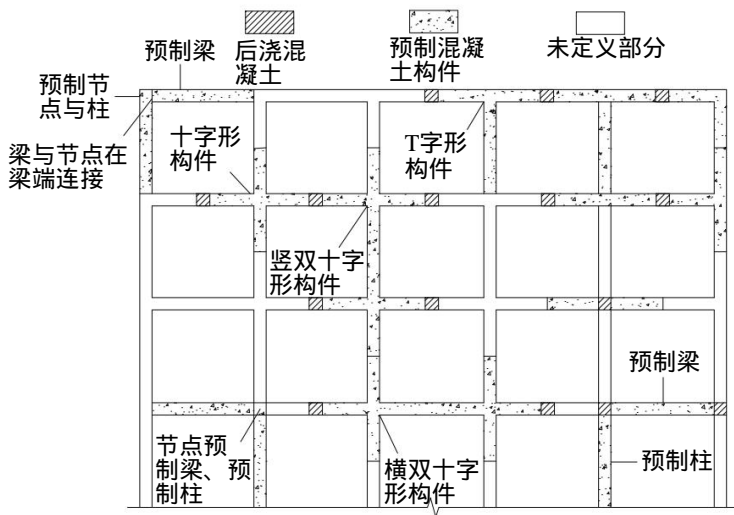 后浇混
凝土
预制混凝
土构件
未定义部分
预制梁
预制节
点与柱
梁与节点在
梁端连接
十字形
构件
T字形
构件
竖双十字
形构件
预制梁
节点预
制梁、预
制柱
横双十字
形构件
预制柱